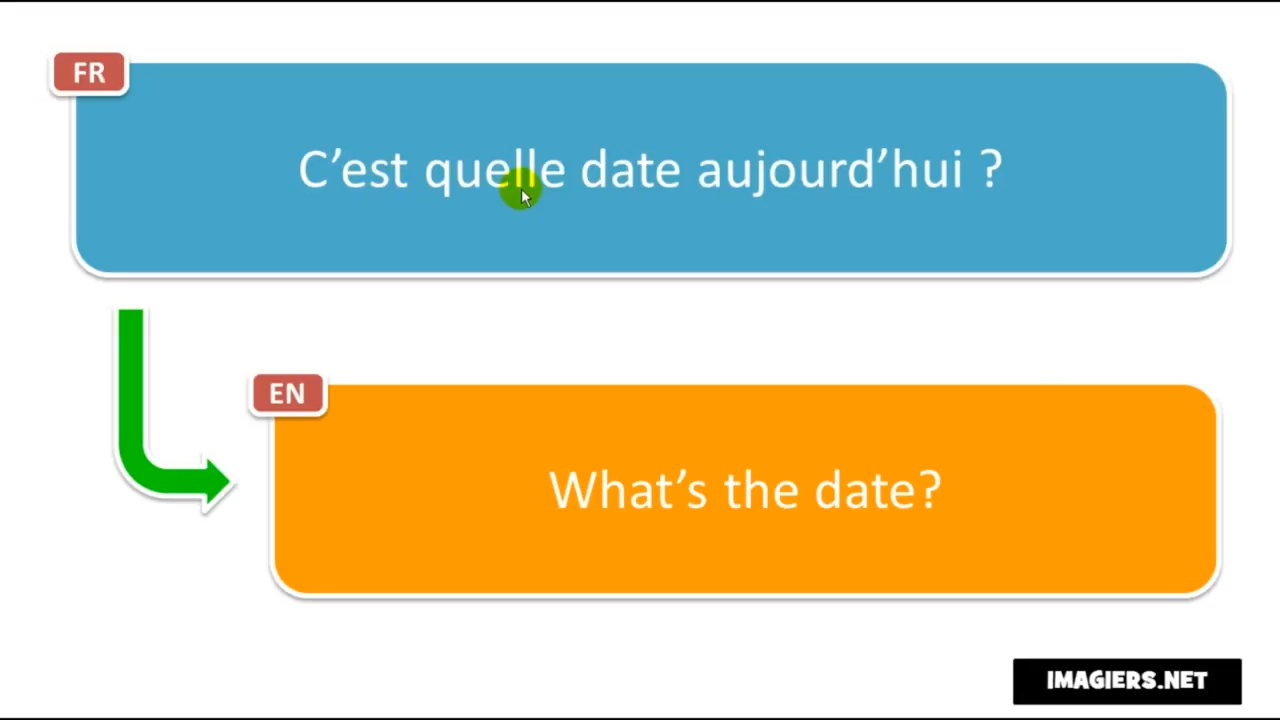 FR
C’est quelle date aujourd’hui ?
EN
What’s the date?
IMAGIERS.NET